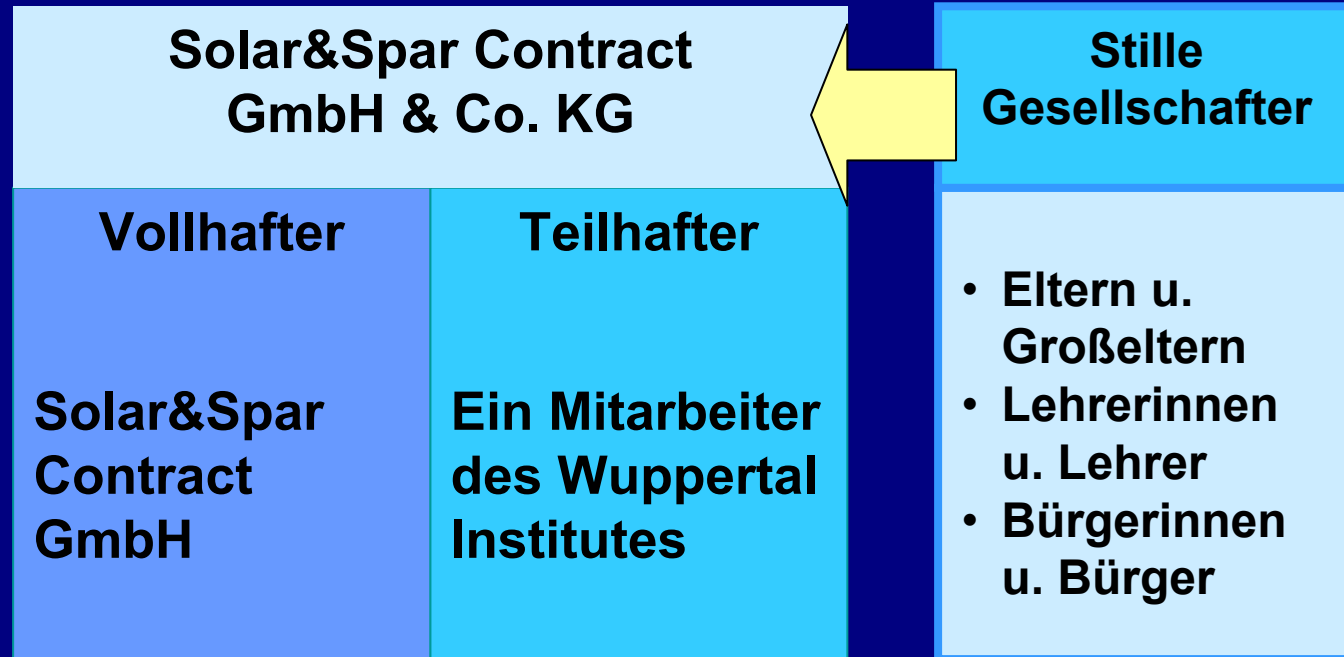 Solar&Spar Contract
GmbH & Co. KG
Vollhafter
Solar&Spar
Contract
GmbH
Teilhafter
Ein Mitarbeiter
des Wuppertal
Institutes
Stille
Gesellschafter
• Eltern u.
Großeltern
• Lehrerinnen
u. Lehrer
• Bürgerinnen
u. Bürger